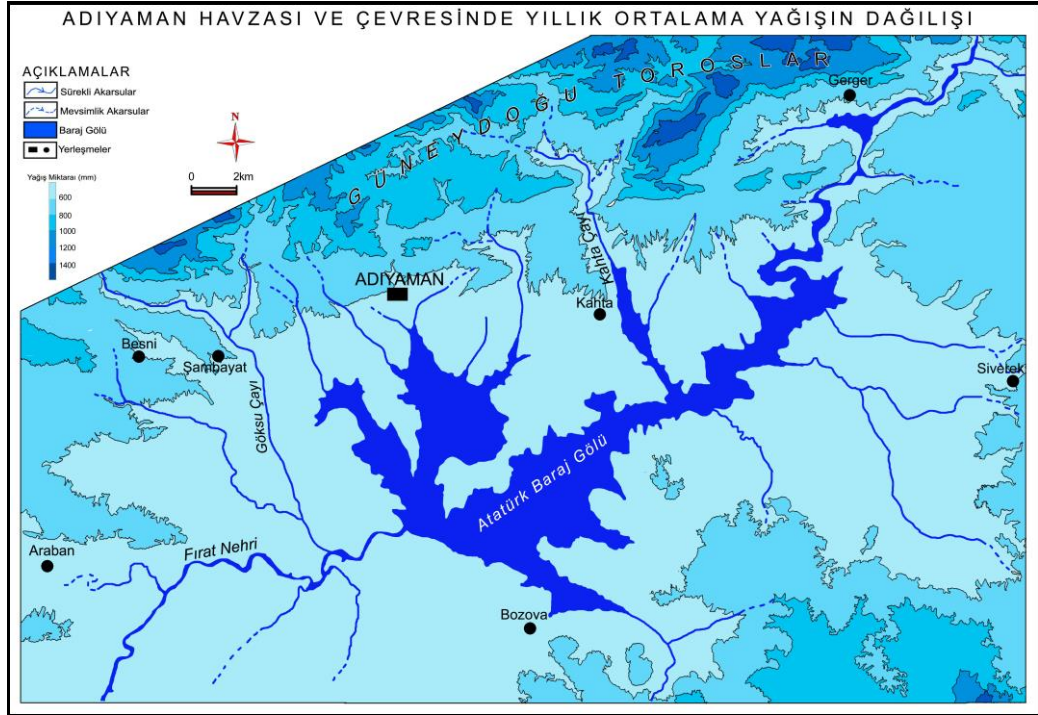 ADIYAMAN HAVZASI VE ÇEVRESİNDE YILLIK ORTALAMA YAĞIŞIN DAĞILIŞI
AÇIKLAMALAR
Sürekli Akarsular
Mevsimlik Akarsular
Baraj Gölü
Yerleşmeler
N
0 2km
Yağış Miktarı (mm)
600
800
1000
1200
1400
GÜNEYDOĞU TOROSLAR
Gerger
Kahta Çayı
ADIYAMAN
Kahta
Besni
Şambayat
Siverek
Göksu Çayı
Atatürk Baraj Gölü
Fırat Nehri
Araban
Bozova